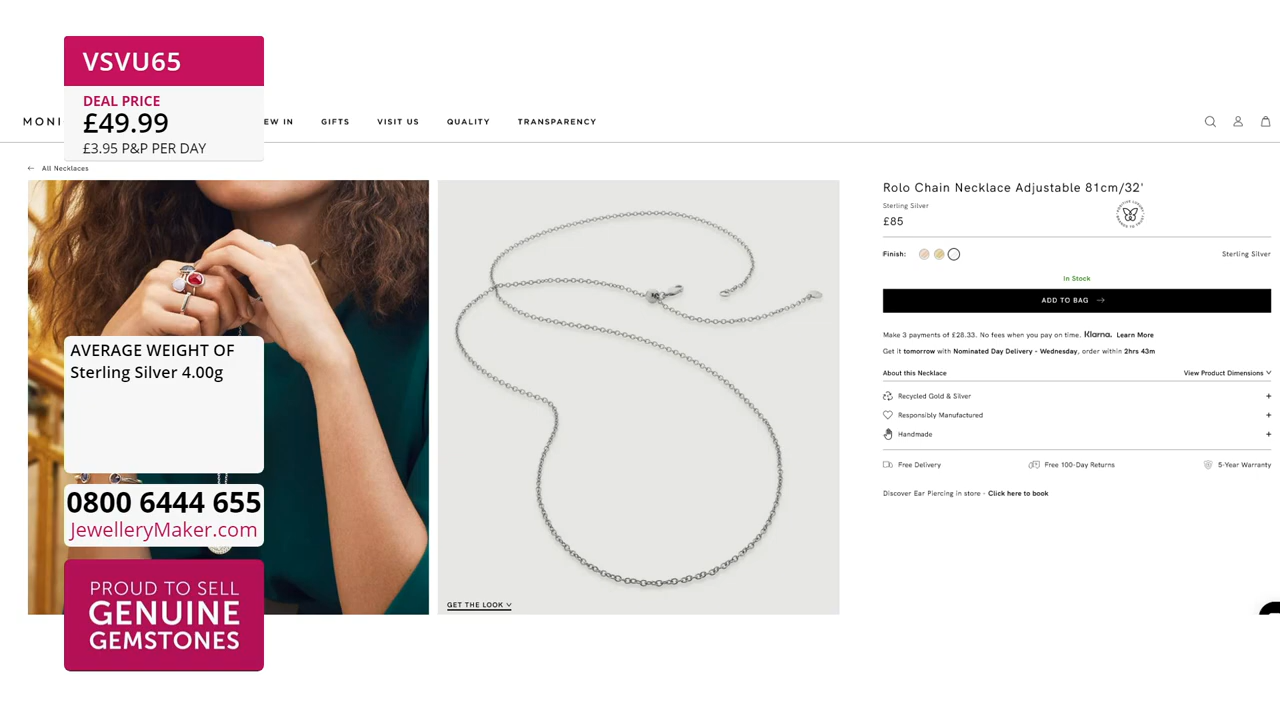 VSVU65
DEAL PRICE
£49.99
£3.95 P&P PER DAY
MONI
EW IN
GIFTS
VISIT US
QUALITY
TRANSPARENCY
← All Necklaces
Rolo Chain Necklace Adjustable 81cm/32'
Sterling Silver
£85
Finish:
Sterling Silver
In Stock
ADD TO BAG →
Make 3 payments of £28.33. No fees when you pay on time. Klarna. Learn More
Get it tomorrow with Nominated Day Delivery - Wednesday, order within 2hrs 43m
About this Necklace
View Product Dimensions
Recycled Gold & Silver +
Responsibly Manufactured +
Handmade +
Free Delivery
Free 100-Day Returns
5-Year Warranty
Discover Ear Piercing in store - Click here to book
GET THE LOOK
AVERAGE WEIGHT OF
Sterling Silver 4.00g
0800 6444 655
JewelleryMaker.com
PROUD TO SELL
GENUINE
GEMSTONES